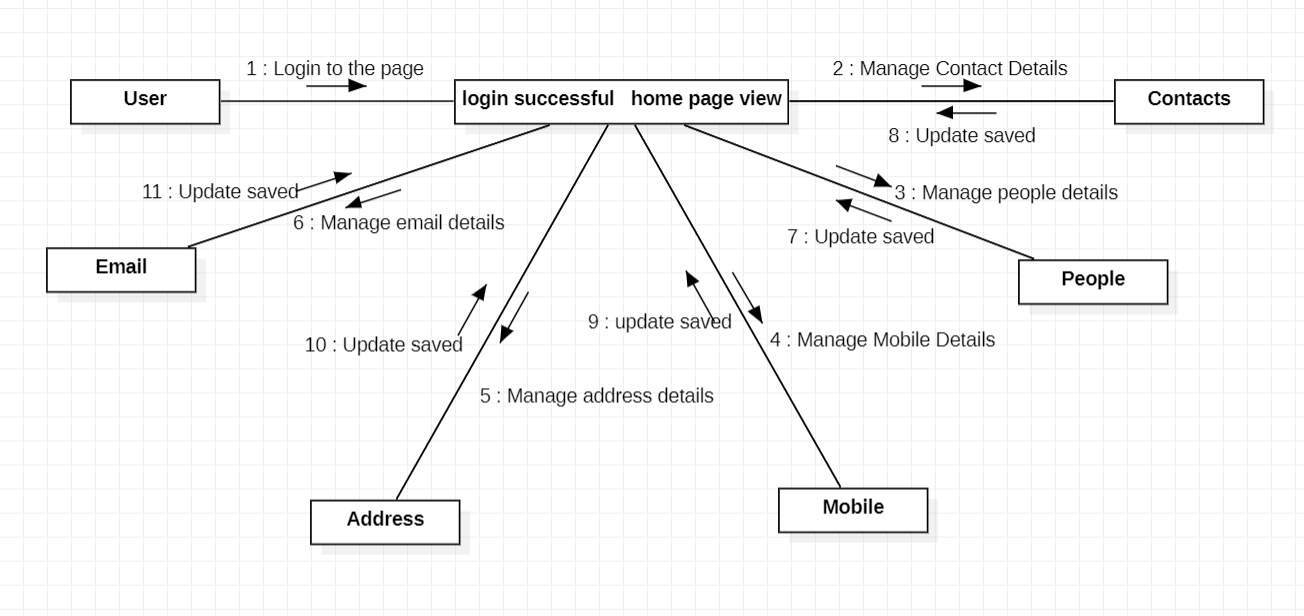 1 : Login to the page
2 : Manage Contact Details
User
login successful   home page view
Contacts
8 : Update saved
11 : Update saved
3 : Manage people details
6 : Manage email details
7 : Update saved
Email
People
9 : update saved
10 : Update saved
4 : Manage Mobile Details
5 : Manage address details
Mobile
Address